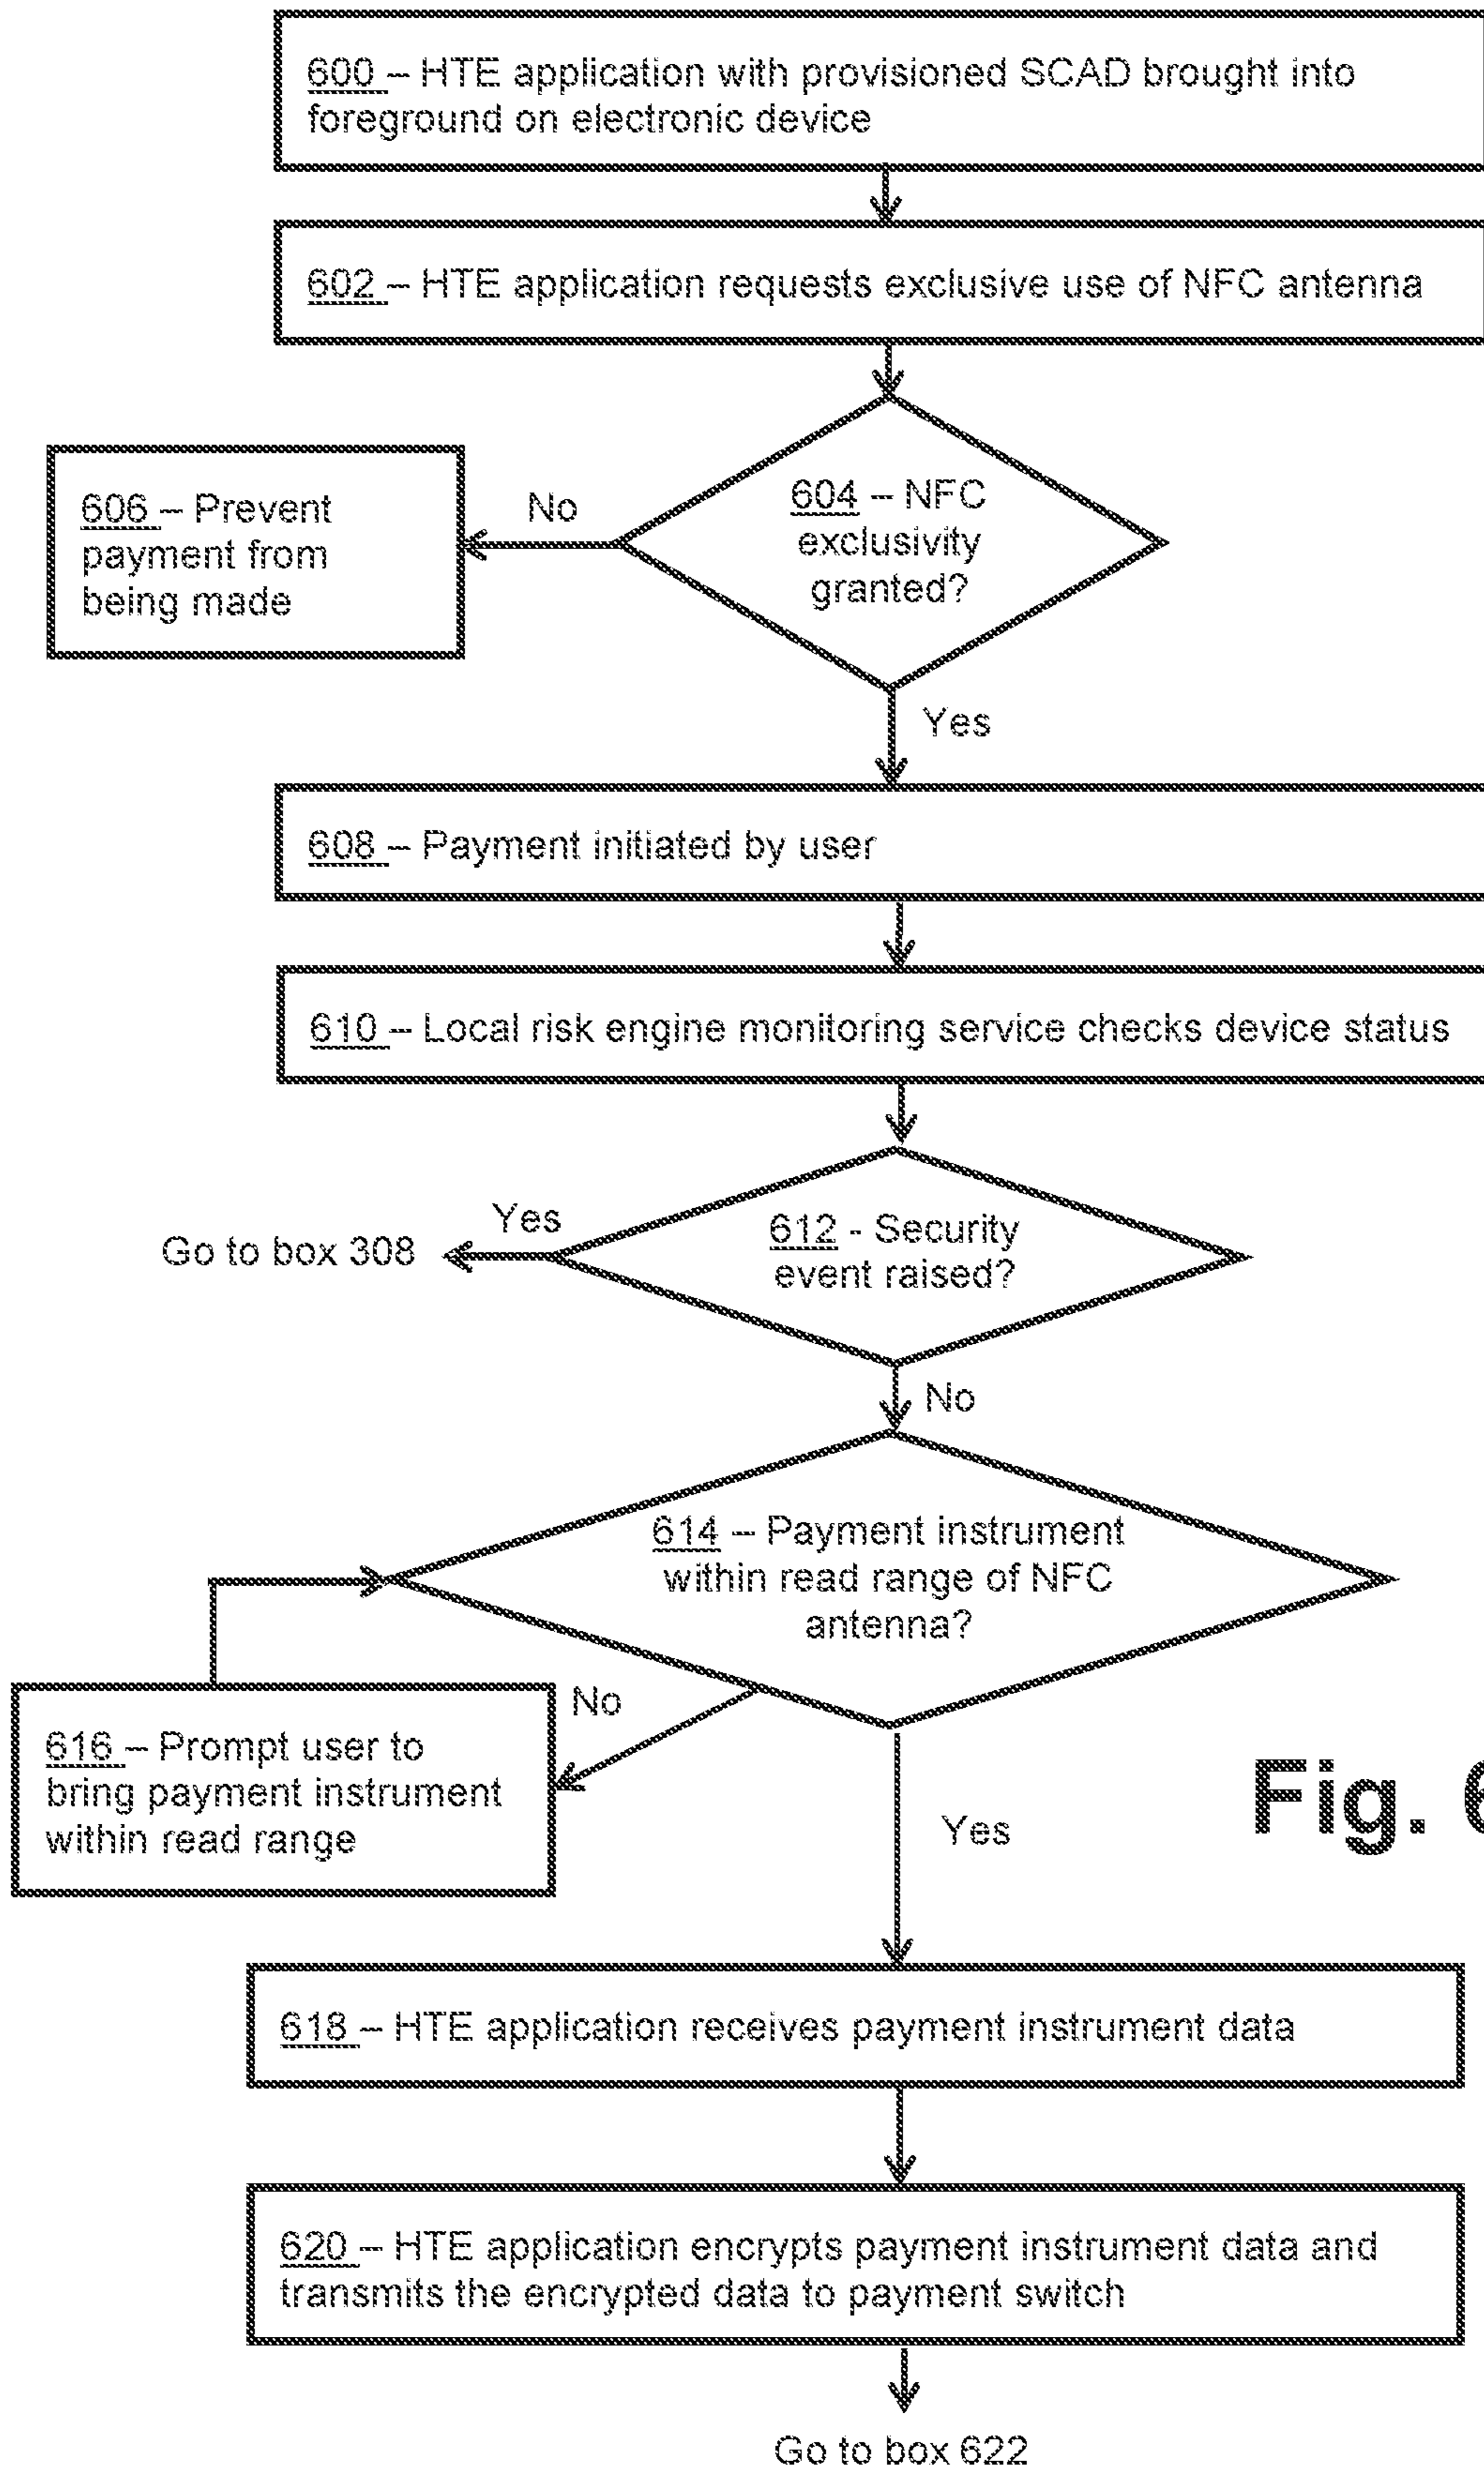 600 – HTE application with provisioned SCAD brought into
foreground on electronic device
602 – HTE application requests exclusive use of NFC antenna
604 – NFC
exclusivity
granted?
No
606 – Prevent
payment from
being made
Yes
608 – Payment initiated by user
610 – Local risk engine monitoring service checks device status
612 - Security
event raised?
Yes
Go to box 308
No
614 – Payment instrument
within read range of NFC
antenna?
No
616 – Prompt user to
bring payment instrument
within read range
Yes
Fig. 6
618 – HTE application receives payment instrument data
620 – HTE application encrypts payment instrument data and
transmits the encrypted data to payment switch
Go to box 622